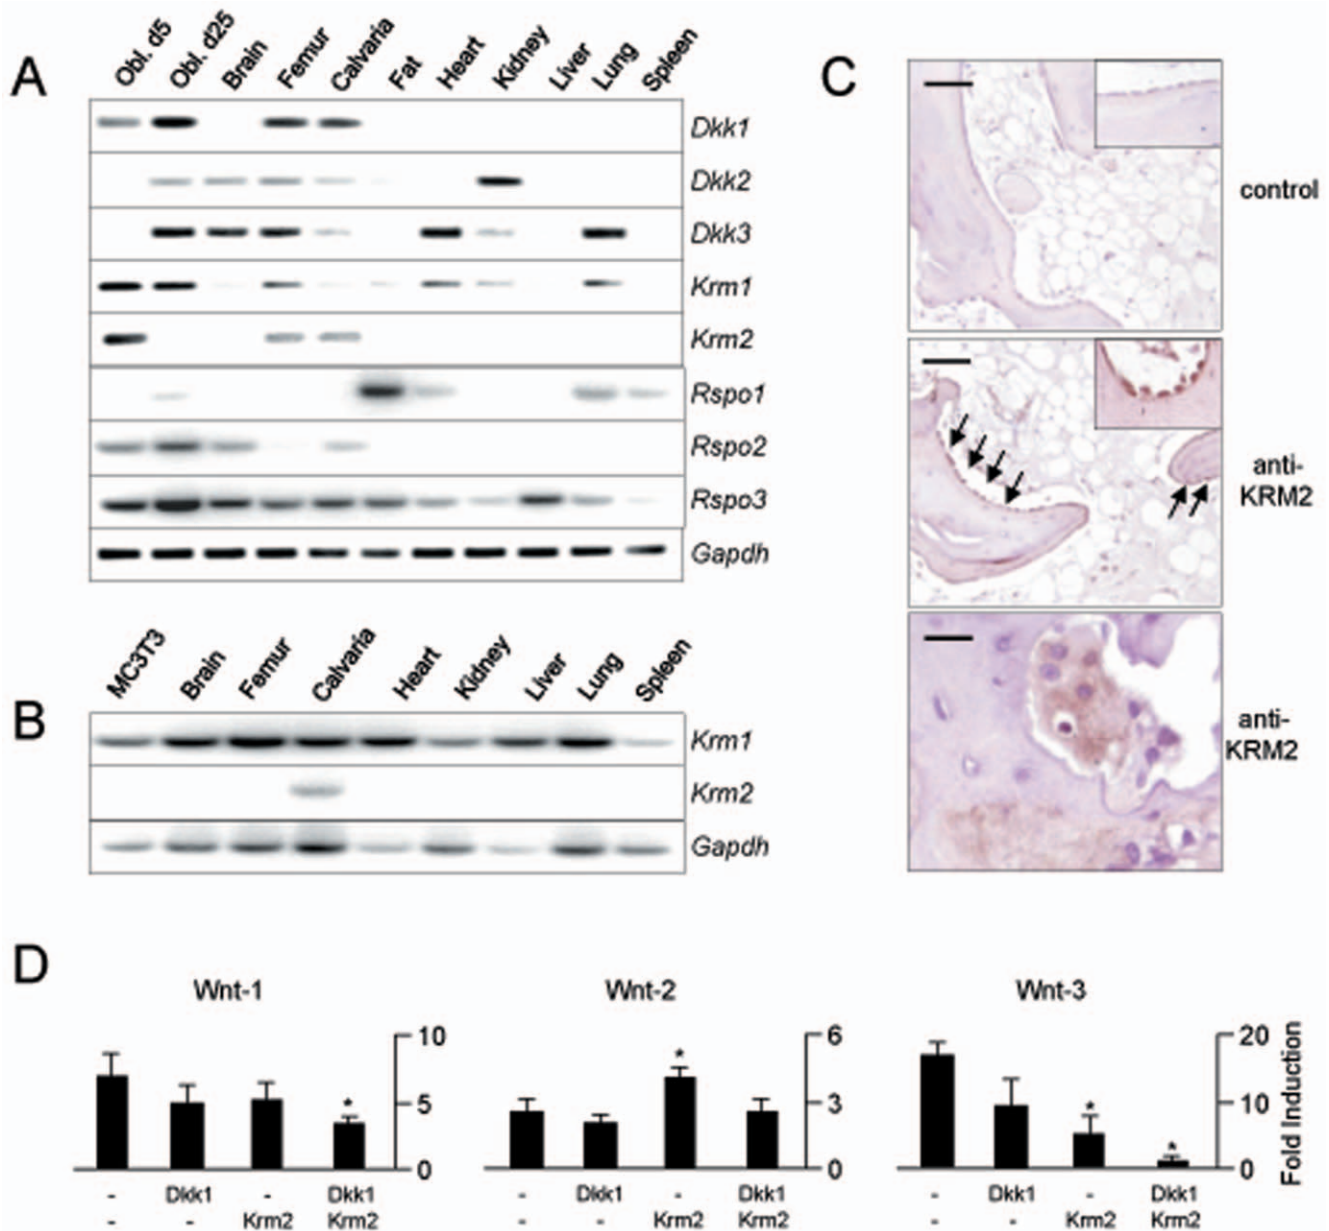 A
Obl. d5 Obl. d25 Brain Femur Calvaria Fat Heart Kidney Liver Lung Spleen
Dkk1
Dkk2
Dkk3
Krm1
Krm2
Rspo1
Rspo2
Rspo3
Gapdh
B
MC3T3 Brain Femur Calvaria Heart Kidney Liver Lung Spleen
Krm1
Krm2
Gapdh
C
control
anti-
KRM2
anti-
KRM2
D
Wnt-1
10
5
0
*
- Dkk1 - Dkk1
- - Krm2 Krm2
Wnt-2
6
3
0
*
- Dkk1 - Dkk1
- - Krm2 Krm2
Wnt-3
20
10
0
* *
Fold Induction
- Dkk1 - Dkk1
- - Krm2 Krm2